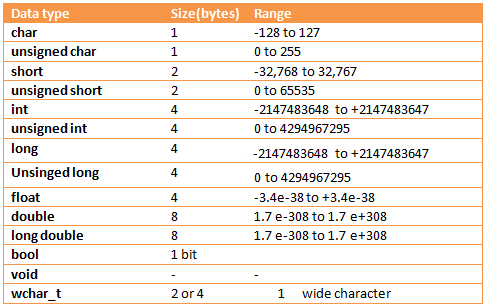 Data type Size(bytes) Range
char 1 -128 to 127
unsigned char 1 0 to 255
short 2 -32,768 to 32,767
unsigned short 2 0 to 65535
int 4 -2147483648 to +2147483647
unsigned int 4 0 to 4294967295
long 4 -2147483648 to +2147483647
Unsinged long 4 0 to 4294967295
float 4 -3.4e-38 to +3.4e-38
double 8 1.7 e-308 to 1.7 e+308
long double 8 1.7 e-308 to 1.7 e+308
bool 1 bit
void - -
wchar_t 2 or 4 1 wide character